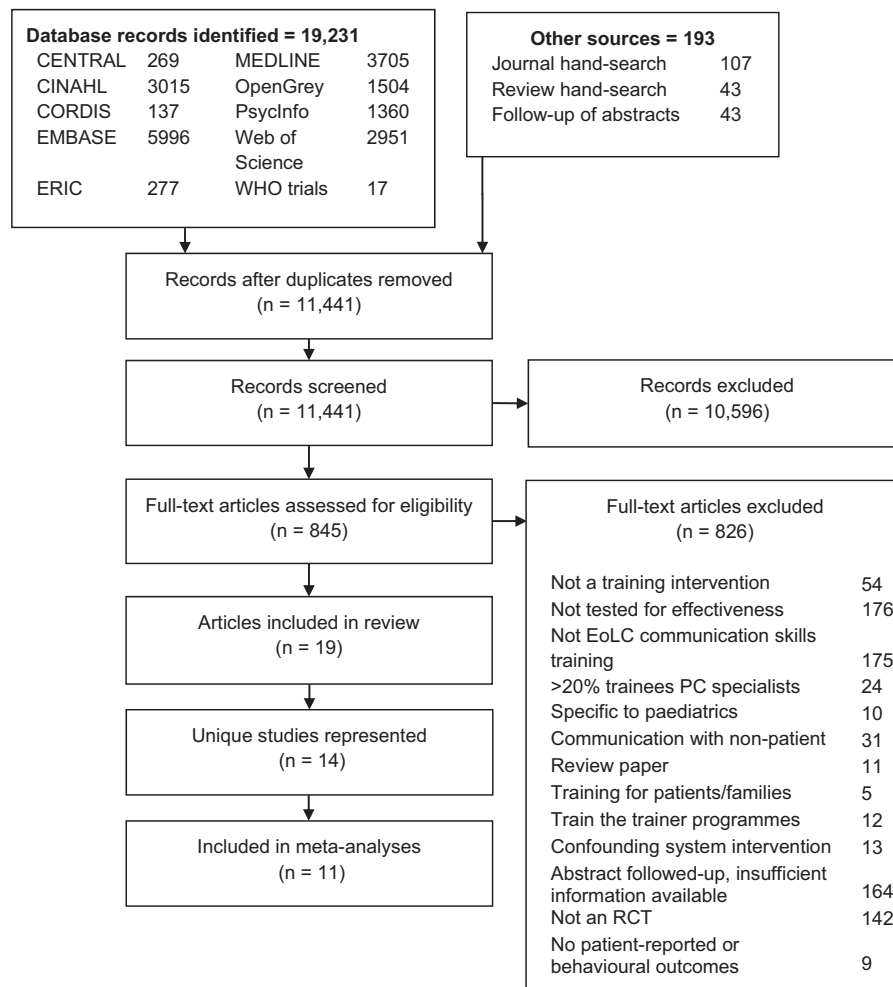 Database records identified = 19,231
CENTRAL 269 MEDLINE 3705
CINAHL 3015 OpenGrey 1504
CORDIS 137 PsycInfo 1360
EMBASE 5996 Web of 2951
Science
ERIC 277 WHO trials 17
Other sources = 193
Journal hand-search 107
Review hand-search 43
Follow-up of abstracts 43
Records after duplicates removed
(n = 11,441)
Records screened
(n = 11,441)
Records excluded
(n = 10,596)
Full-text articles assessed for eligibility
(n = 845)
Full-text articles excluded
(n = 826)
Not a training intervention 54
Not tested for effectiveness 176
Not EoLC communication skills
training 175
>20% trainees PC specialists 24
Specific to paediatrics 10
Communication with non-patient 31
Review paper 11
Training for patients/families 5
Train the trainer programmes 12
Confounding system intervention 13
Abstract followed-up, insufficient
information available 164
Not an RCT 142
No patient-reported or
behavioural outcomes 9
Articles included in review
(n = 19)
Unique studies represented
(n = 14)
Included in meta-analyses
(n = 11)